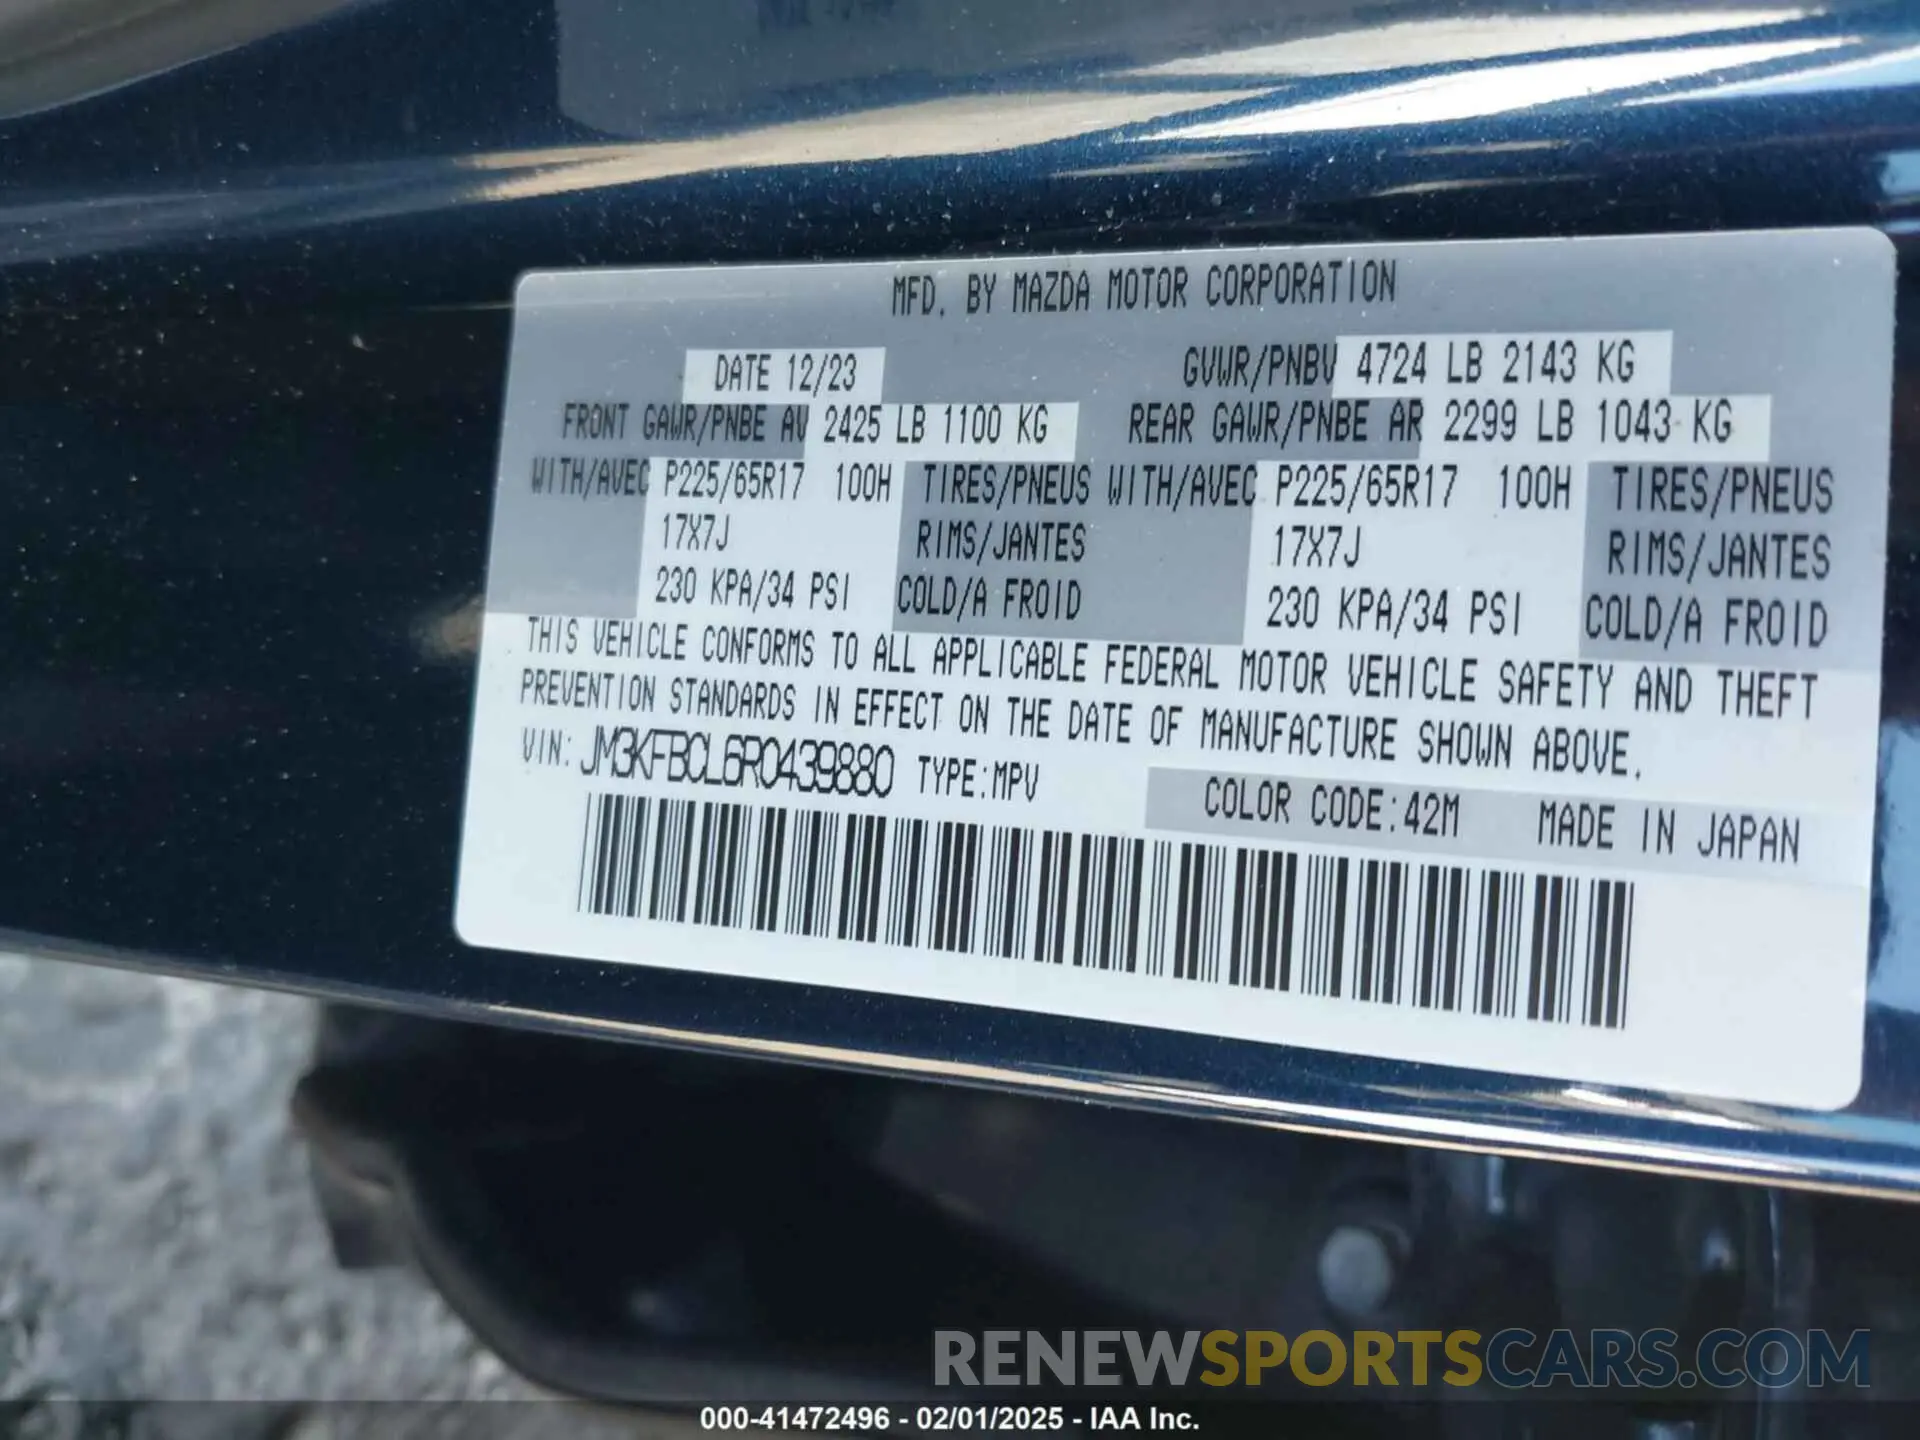 MFD. BY MAZDA MOTOR CORPORATION
DATE 12/23 GVWR/PNBV 4724 LB 2143 KG
FRONT GAWR/PNBE AV 2425 LB 1100 KG REAR GAWR/PNBE AR 2299 LB 1043 KG
WITH/AVEC P225/65R17 100H TIRES/PNEUS WITH/AVEC P225/65R17 100H TIRES/PNEUS
17X7J RIMS/JANTES 17X7J RIMS/JANTES
230 KPA/34 PSI COLD/A FROID 230 KPA/34 PSI COLD/A FROID
THIS VEHICLE CONFORMS TO ALL APPLICABLE FEDERAL MOTOR VEHICLE SAFETY AND THEFT
PREVENTION STANDARDS IN EFFECT ON THE DATE OF MANUFACTURE SHOWN ABOVE.
VIN: JM3KFBCL6R0439880 TYPE:MPV
COLOR CODE:42M MADE IN JAPAN
RENEWSPORTSCARS.COM
000-41472496 - 02/01/2025 - IAA Inc.